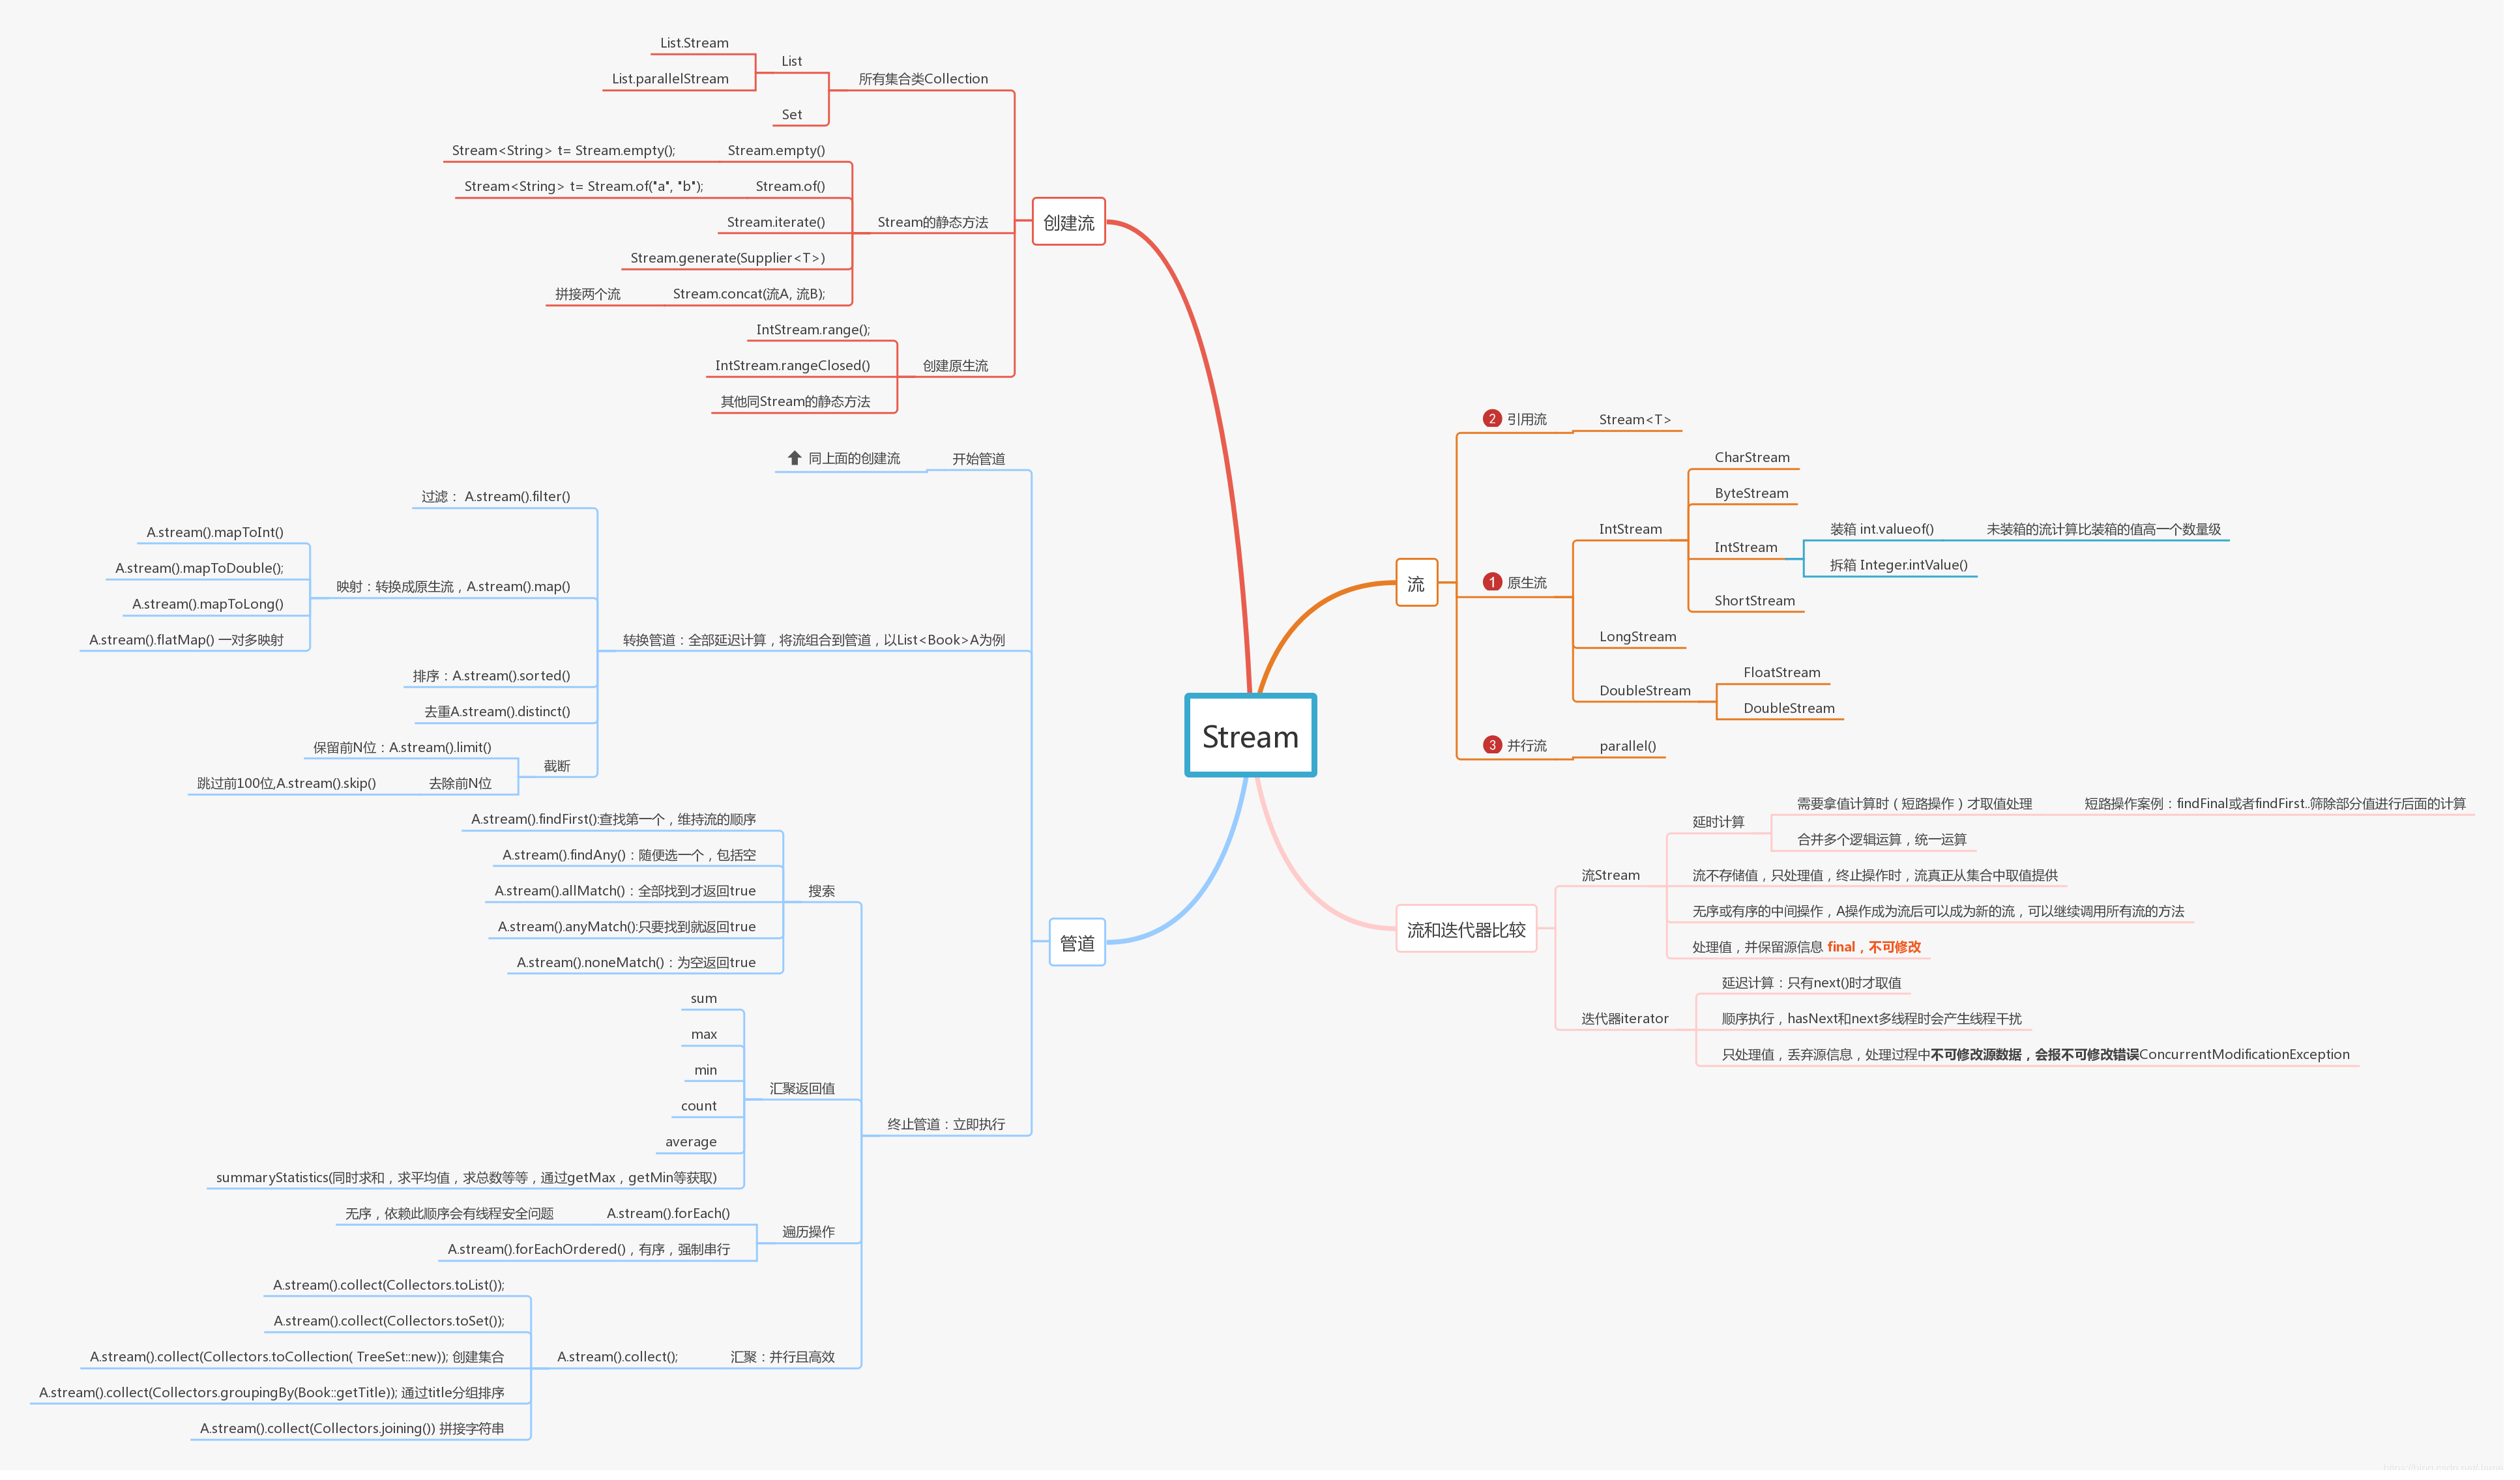 Stream
创建流
所有集合类Collection
List
List.Stream
List.parallelStream
Set
Stream的静态方法
Stream.empty()
Stream<String> t= Stream.empty();
Stream.of()
Stream<String> t= Stream.of("a", "b");
Stream.iterate()
Stream.generate(Supplier<T>)
Stream.concat(流A, 流B);
拼接两个流
创建原生流
IntStream.range();
IntStream.rangeClosed()
其他同Stream的静态方法
流
2 引用流
Stream<T>
1 原生流
IntStream
CharStream
ByteStream
IntStream
装箱 int.valueof()
未装箱的流计算比装箱的值高一个数量级
拆箱 Integer.intValue()
ShortStream
LongStream
DoubleStream
FloatStream
DoubleStream
3 并行流
parallel()
流和迭代器比较
流Stream
延时计算
需要拿值计算时（短路操作）才取值处理
短路操作案例：findFinal或者findFirst..筛除部分值进行后面的计算
合并多个逻辑运算，统一运算
流不存储值，只处理值，终止操作时，流真正从集合中取值提供
无序或有序的中间操作，A操作成为流后可以成为新的流，可以继续调用所有流的方法
处理值，并保留源信息 final，不可修改
迭代器iterator
延迟计算：只有next()时才取值
顺序执行，hasNext和next多线程时会产生线程干扰
只处理值，丢弃源信息，处理过程中不可修改源数据，会报不可修改错误ConcurrentModificationException
管道
开始管道
同上面的创建流
转换管道：全部延迟计算，将流组合到管道，以List<Book>A为例
过滤： A.stream().filter()
映射：转换成原生流，A.stream().map()
A.stream().mapToInt()
A.stream().mapToDouble();
A.stream().mapToLong()
A.stream().flatMap() 一对多映射
排序：A.stream().sorted()
去重A.stream().distinct()
截断
保留前N位：A.stream().limit()
去除前N位
跳过前100位,A.stream().skip()
终止管道：立即执行
搜索
A.stream().findFirst():查找第一个，维持流的顺序
A.stream().findAny()：随便选一个，包括空
A.stream().allMatch()：全部找到才返回true
A.stream().anyMatch():只要找到就返回true
A.stream().noneMatch()：为空返回true
汇聚返回值
sum
max
min
count
average
summaryStatistics(同时求和，求平均值，求总数等等，通过getMax，getMin等获取)
遍历操作
A.stream().forEach()
无序，依赖此顺序会有线程安全问题
A.stream().forEachOrdered()，有序，强制串行
汇聚：并行且高效
A.stream().collect();
A.stream().collect(Collectors.toList());
A.stream().collect(Collectors.toSet());
A.stream().collect(Collectors.toCollection( TreeSet::new)); 创建集合
A.stream().collect(Collectors.groupingBy(Book::getTitle)); 通过title分组排序
A.stream().collect(Collectors.joining()) 拼接字符串